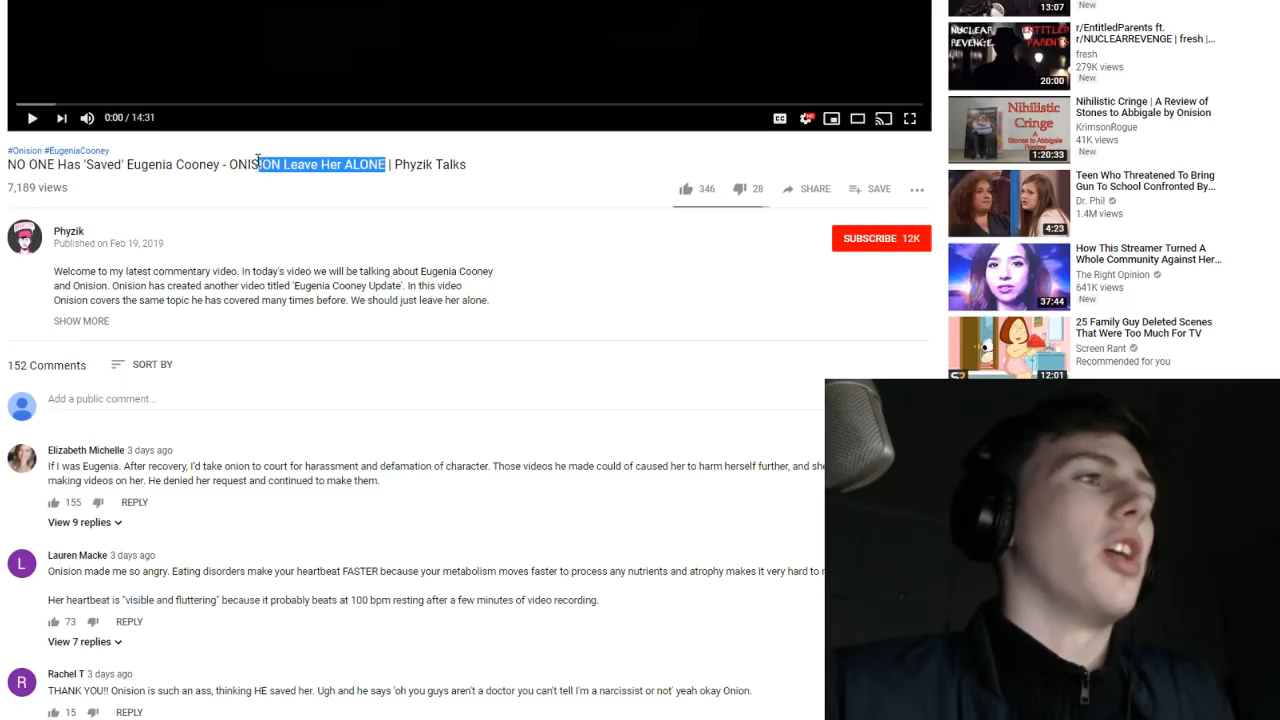 13:07
New
NUCLEAR
REVENGE
ENTITLED
PARENTS
20:00
r/EntitledParents ft.
r/NUCLEARREVENGE | fresh |...
fresh
279K views
New
0:00 / 14:31
Nihilistic
Cringe
A
Review of
Stones to
Abbigale by
Onision
1:20:33
Nihilistic Cringe | A Review of
Stones to Abbigale by Onision
KrimsonRogue
41K views
New
#Onision #EugeniaCooney
NO ONE Has 'Saved' Eugenia Cooney - ONISION Leave Her ALONE | Phyzik Talks
7,189 views
346
28
SHARE
SAVE
4:23
Teen Who Threatened To Bring
Gun To School Confronted By...
Dr. Phil
1.4M views
Phyzik
Published on Feb 19, 2019
SUBSCRIBE 12K
Welcome to my latest commentary video. In today's video we will be talking about Eugenia Cooney
and Onision. Onision has created another video titled 'Eugenia Cooney Update'. In this video
Onision covers the same topic he has covered many times before. We should just leave her alone.
SHOW MORE
37:44
How This Streamer Turned A
Whole Community Against Her...
The Right Opinion
641K views
New
12:01
25 Family Guy Deleted Scenes
That Were Too Much For TV
Screen Rant
Recommended for you
152 Comments
SORT BY
Add a public comment...
Elizabeth Michelle 3 days ago
If I was Eugenia. After recovery, I'd take onion to court for harassment and defamation of character. Those videos he made could of caused her to harm herself further, and she
making videos on her. He denied her request and continued to make them.
155
REPLY
View 9 replies
L
Lauren Macke 3 days ago
Onision made me so angry. Eating disorders make your heartbeat FASTER because your metabolism moves faster to process any nutrients and atrophy makes it very hard to
Her heartbeat is "visible and fluttering" because it probably beats at 100 bpm resting after a few minutes of video recording.
73
REPLY
View 7 replies
R
Rachel T 3 days ago
THANK YOU!! Onision is such an ass, thinking HE saved her. Ugh and he says 'oh you guys aren't a doctor you can't tell I'm a narcissist or not' yeah okay Onion.
15
REPLY